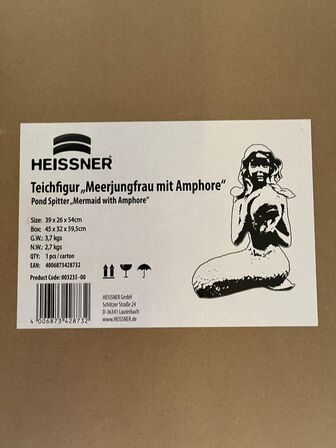 HEISSNER®
Teichfigur „Meerjungfrau mit Amphore“
Pond Spitter „Mermaid with Amphore“
Size: 39 x 26 x 54cm
Box: 45 x 32 x 59,5cm
G.W.: 3,7 kgs
N.W.: 2,7 kgs
QTY: 1 pcs / carton
EAN: 4006873428732
Product Code: 003235-00
HEISSNER GmbH
Schlitzer Straße 24
D-36341 Lauterbach
www.HEISSNER.de
4 006873 428732